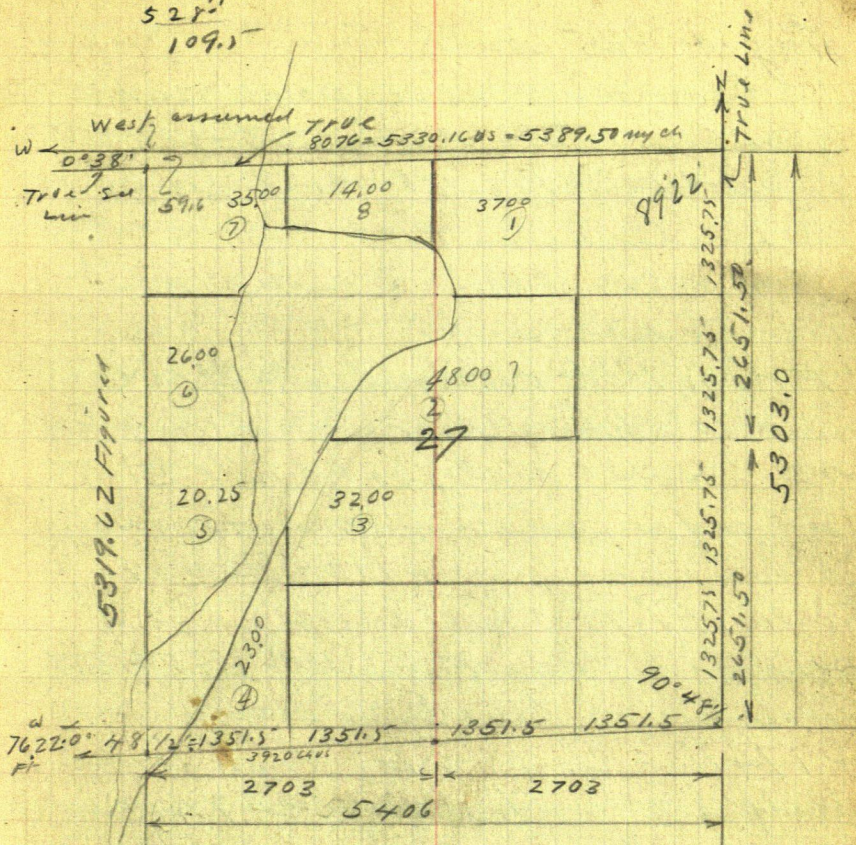 528.
109.5
True Line
West assumed
True
8076 = 5330.16 US = 5389.50 my ch
W
0°38'
True Sec
Line
59.6
35.00
7
14.00
8
3700
1
89°22'
1325.75
2651.50
26.00
6
48.00 ?
2
1325.75
5303.0
27
5319.62 Figured
20.25
5
32.00
3
1325.75
2651.50
23.00
4
1325.75
90°48½
W
76.22.0° 48 ½ = 1351.5 1351.5 1351.5 1351.5
Ft
2703 2703
5406